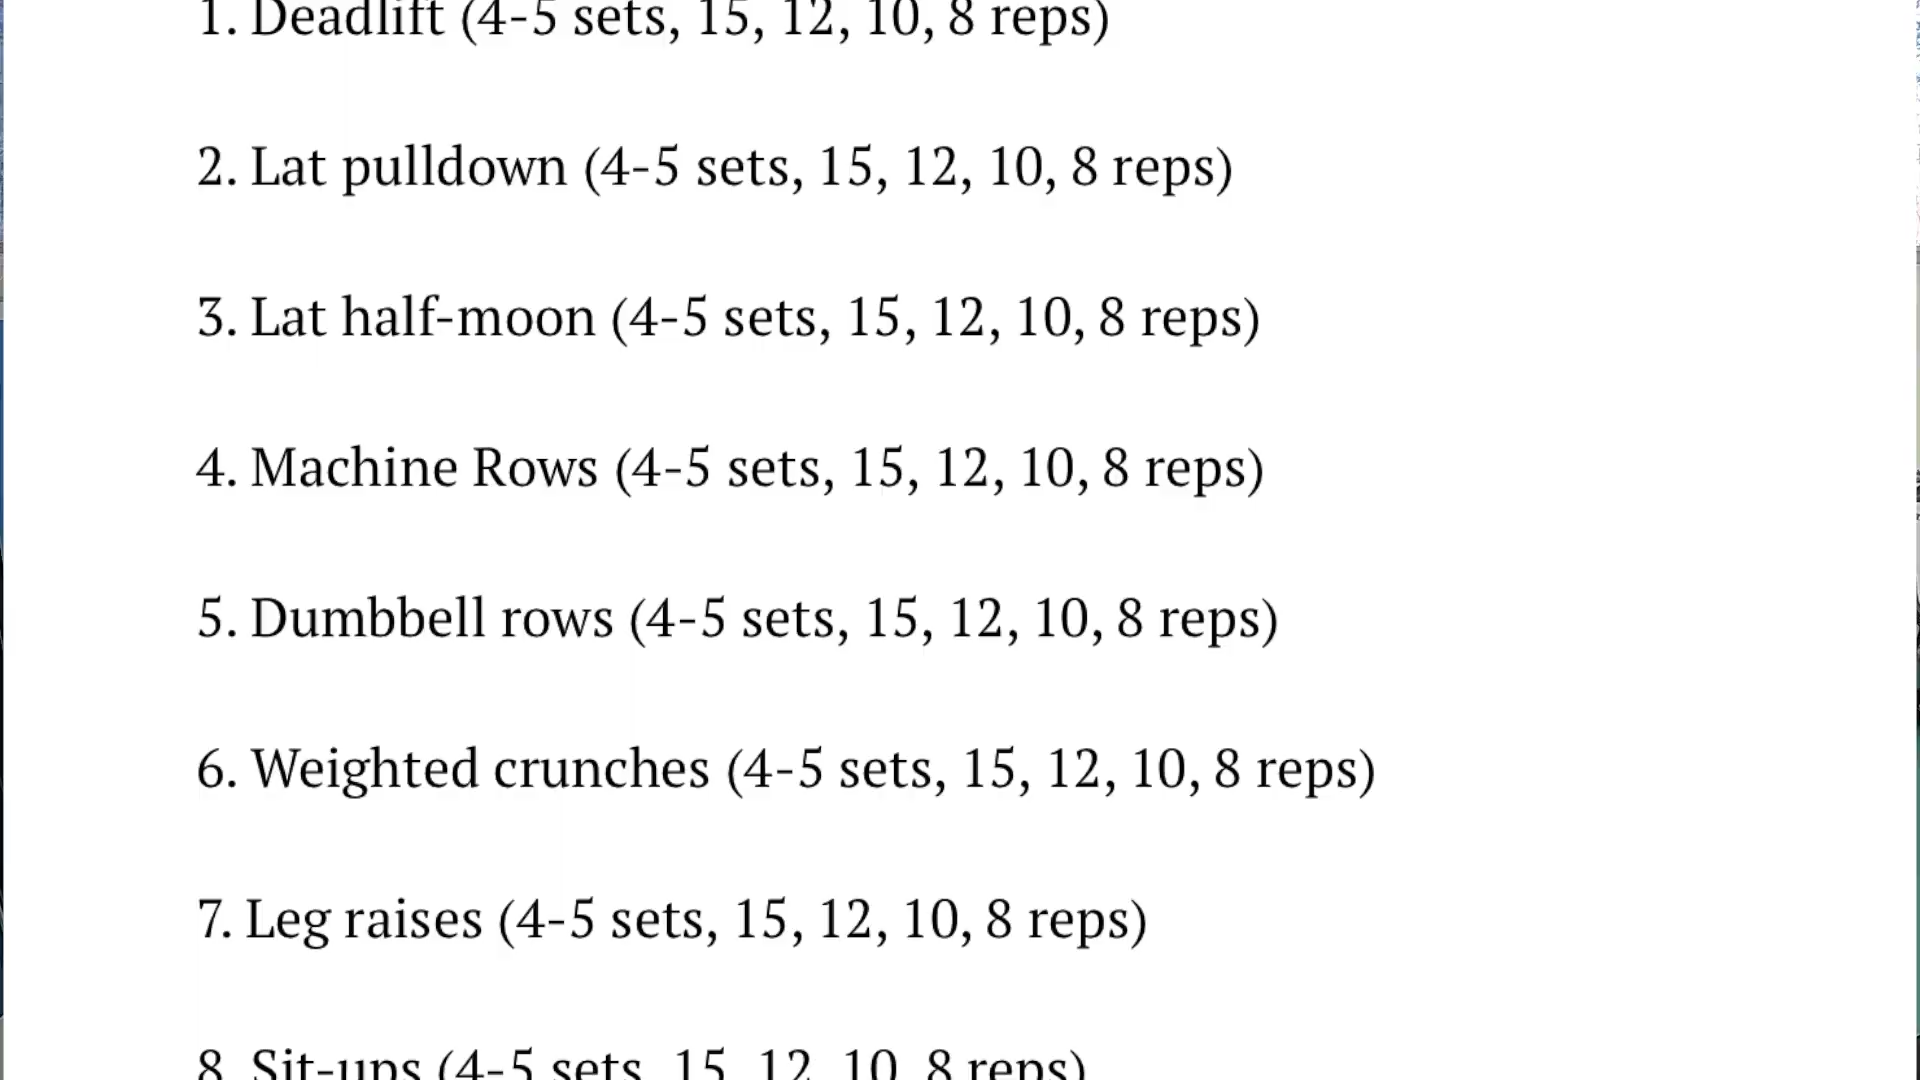 1. Deadlift (4-5 sets, 15, 12, 10, 8 reps)
2. Lat pulldown (4-5 sets, 15, 12, 10, 8 reps)
3. Lat half-moon (4-5 sets, 15, 12, 10, 8 reps)
4. Machine Rows (4-5 sets, 15, 12, 10, 8 reps)
5. Dumbbell rows (4-5 sets, 15, 12, 10, 8 reps)
6. Weighted crunches (4-5 sets, 15, 12, 10, 8 reps)
7. Leg raises (4-5 sets, 15, 12, 10, 8 reps)
8. Sit-ups (4-5 sets, 15, 12, 10, 8 reps)